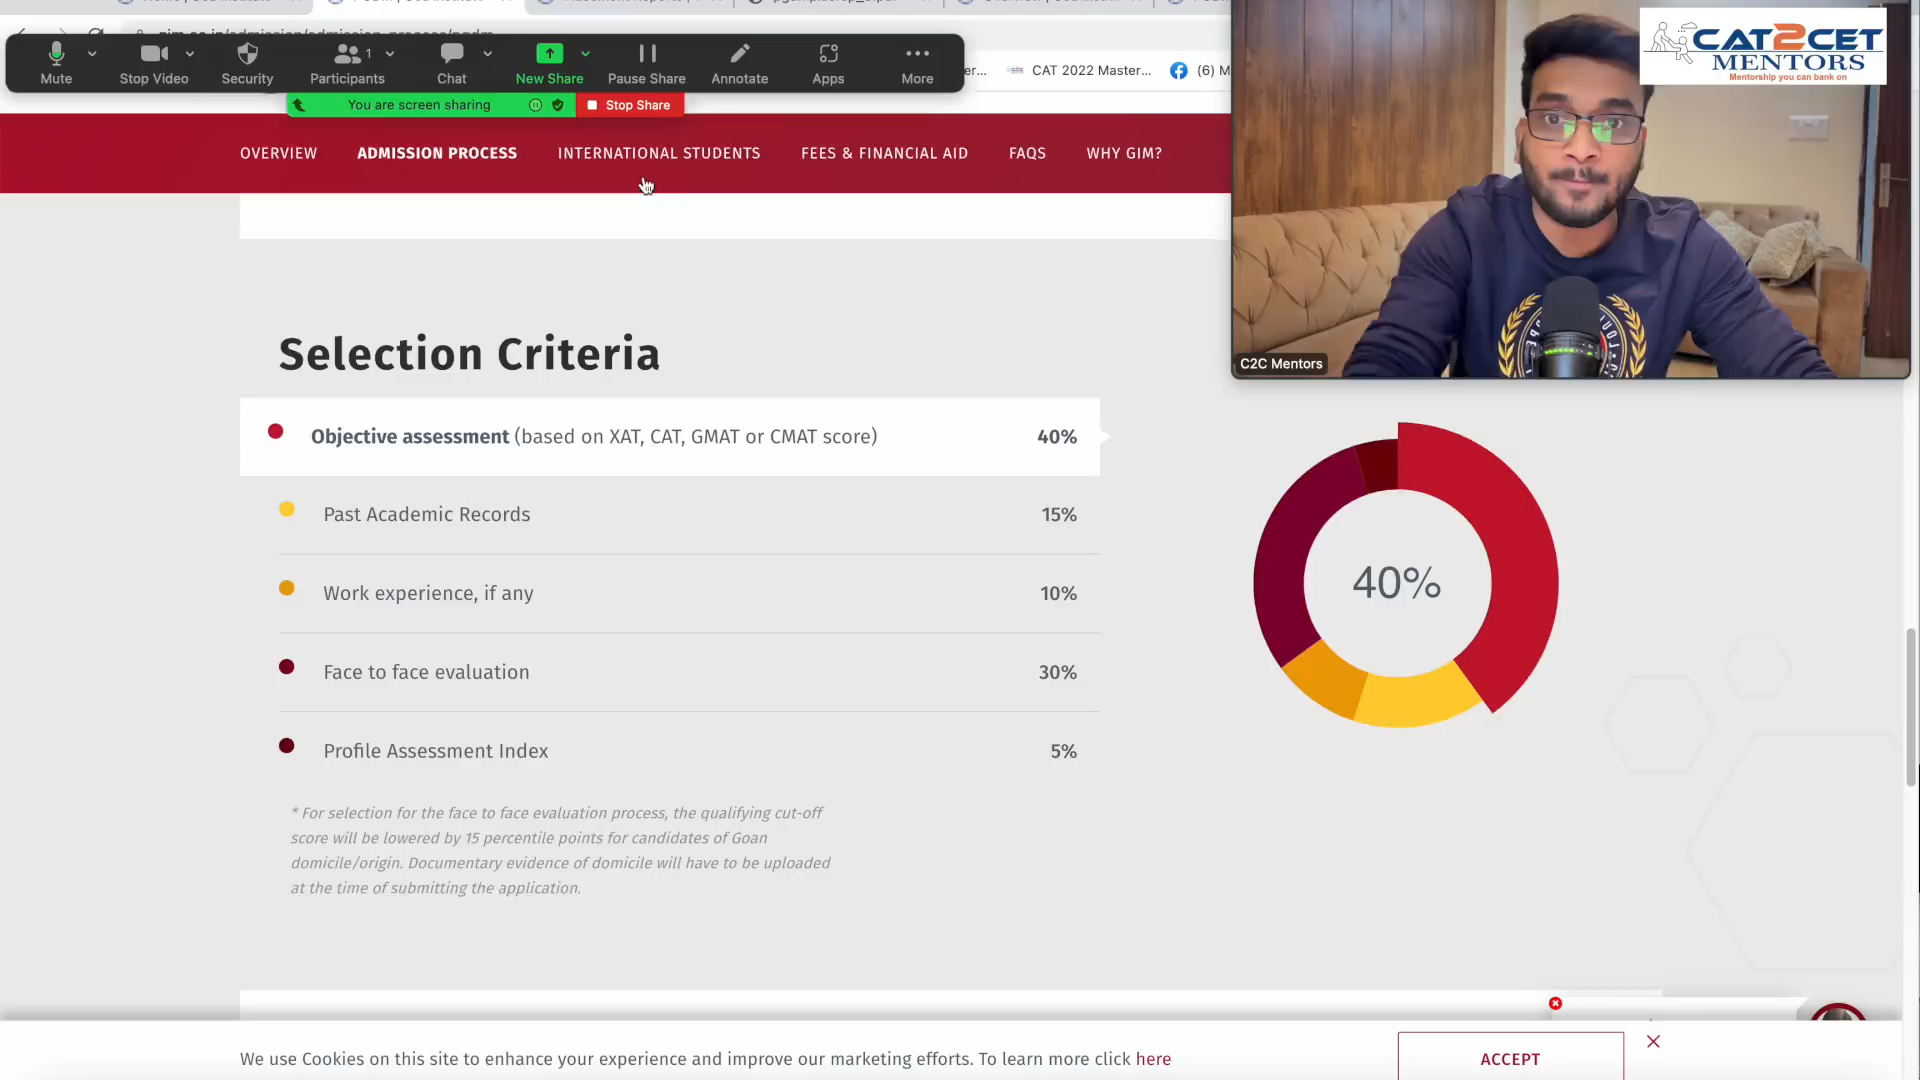 Mute
Stop Video
Security
Participants
1
Chat
New Share
Pause Share
Annotate
Apps
More
CAT 2022 Master...
(6) M
You are screen sharing
Stop Share
CAT2CET
MENTORS
Mentorship you can bank on
OVERVIEW
ADMISSION PROCESS
INTERNATIONAL STUDENTS
FEES & FINANCIAL AID
FAQS
WHY GIM?
C2C Mentors
Selection Criteria
Objective assessment (based on XAT, CAT, GMAT or CMAT score) 40%
Past Academic Records 15%
Work experience, if any 10%
Face to face evaluation 30%
Profile Assessment Index 5%
40%
* For selection for the face to face evaluation process, the qualifying cut-off
score will be lowered by 15 percentile points for candidates of Goan
domicile/origin. Documentary evidence of domicile will have to be uploaded
at the time of submitting the application.
We use Cookies on this site to enhance your experience and improve our marketing efforts. To learn more click here
ACCEPT